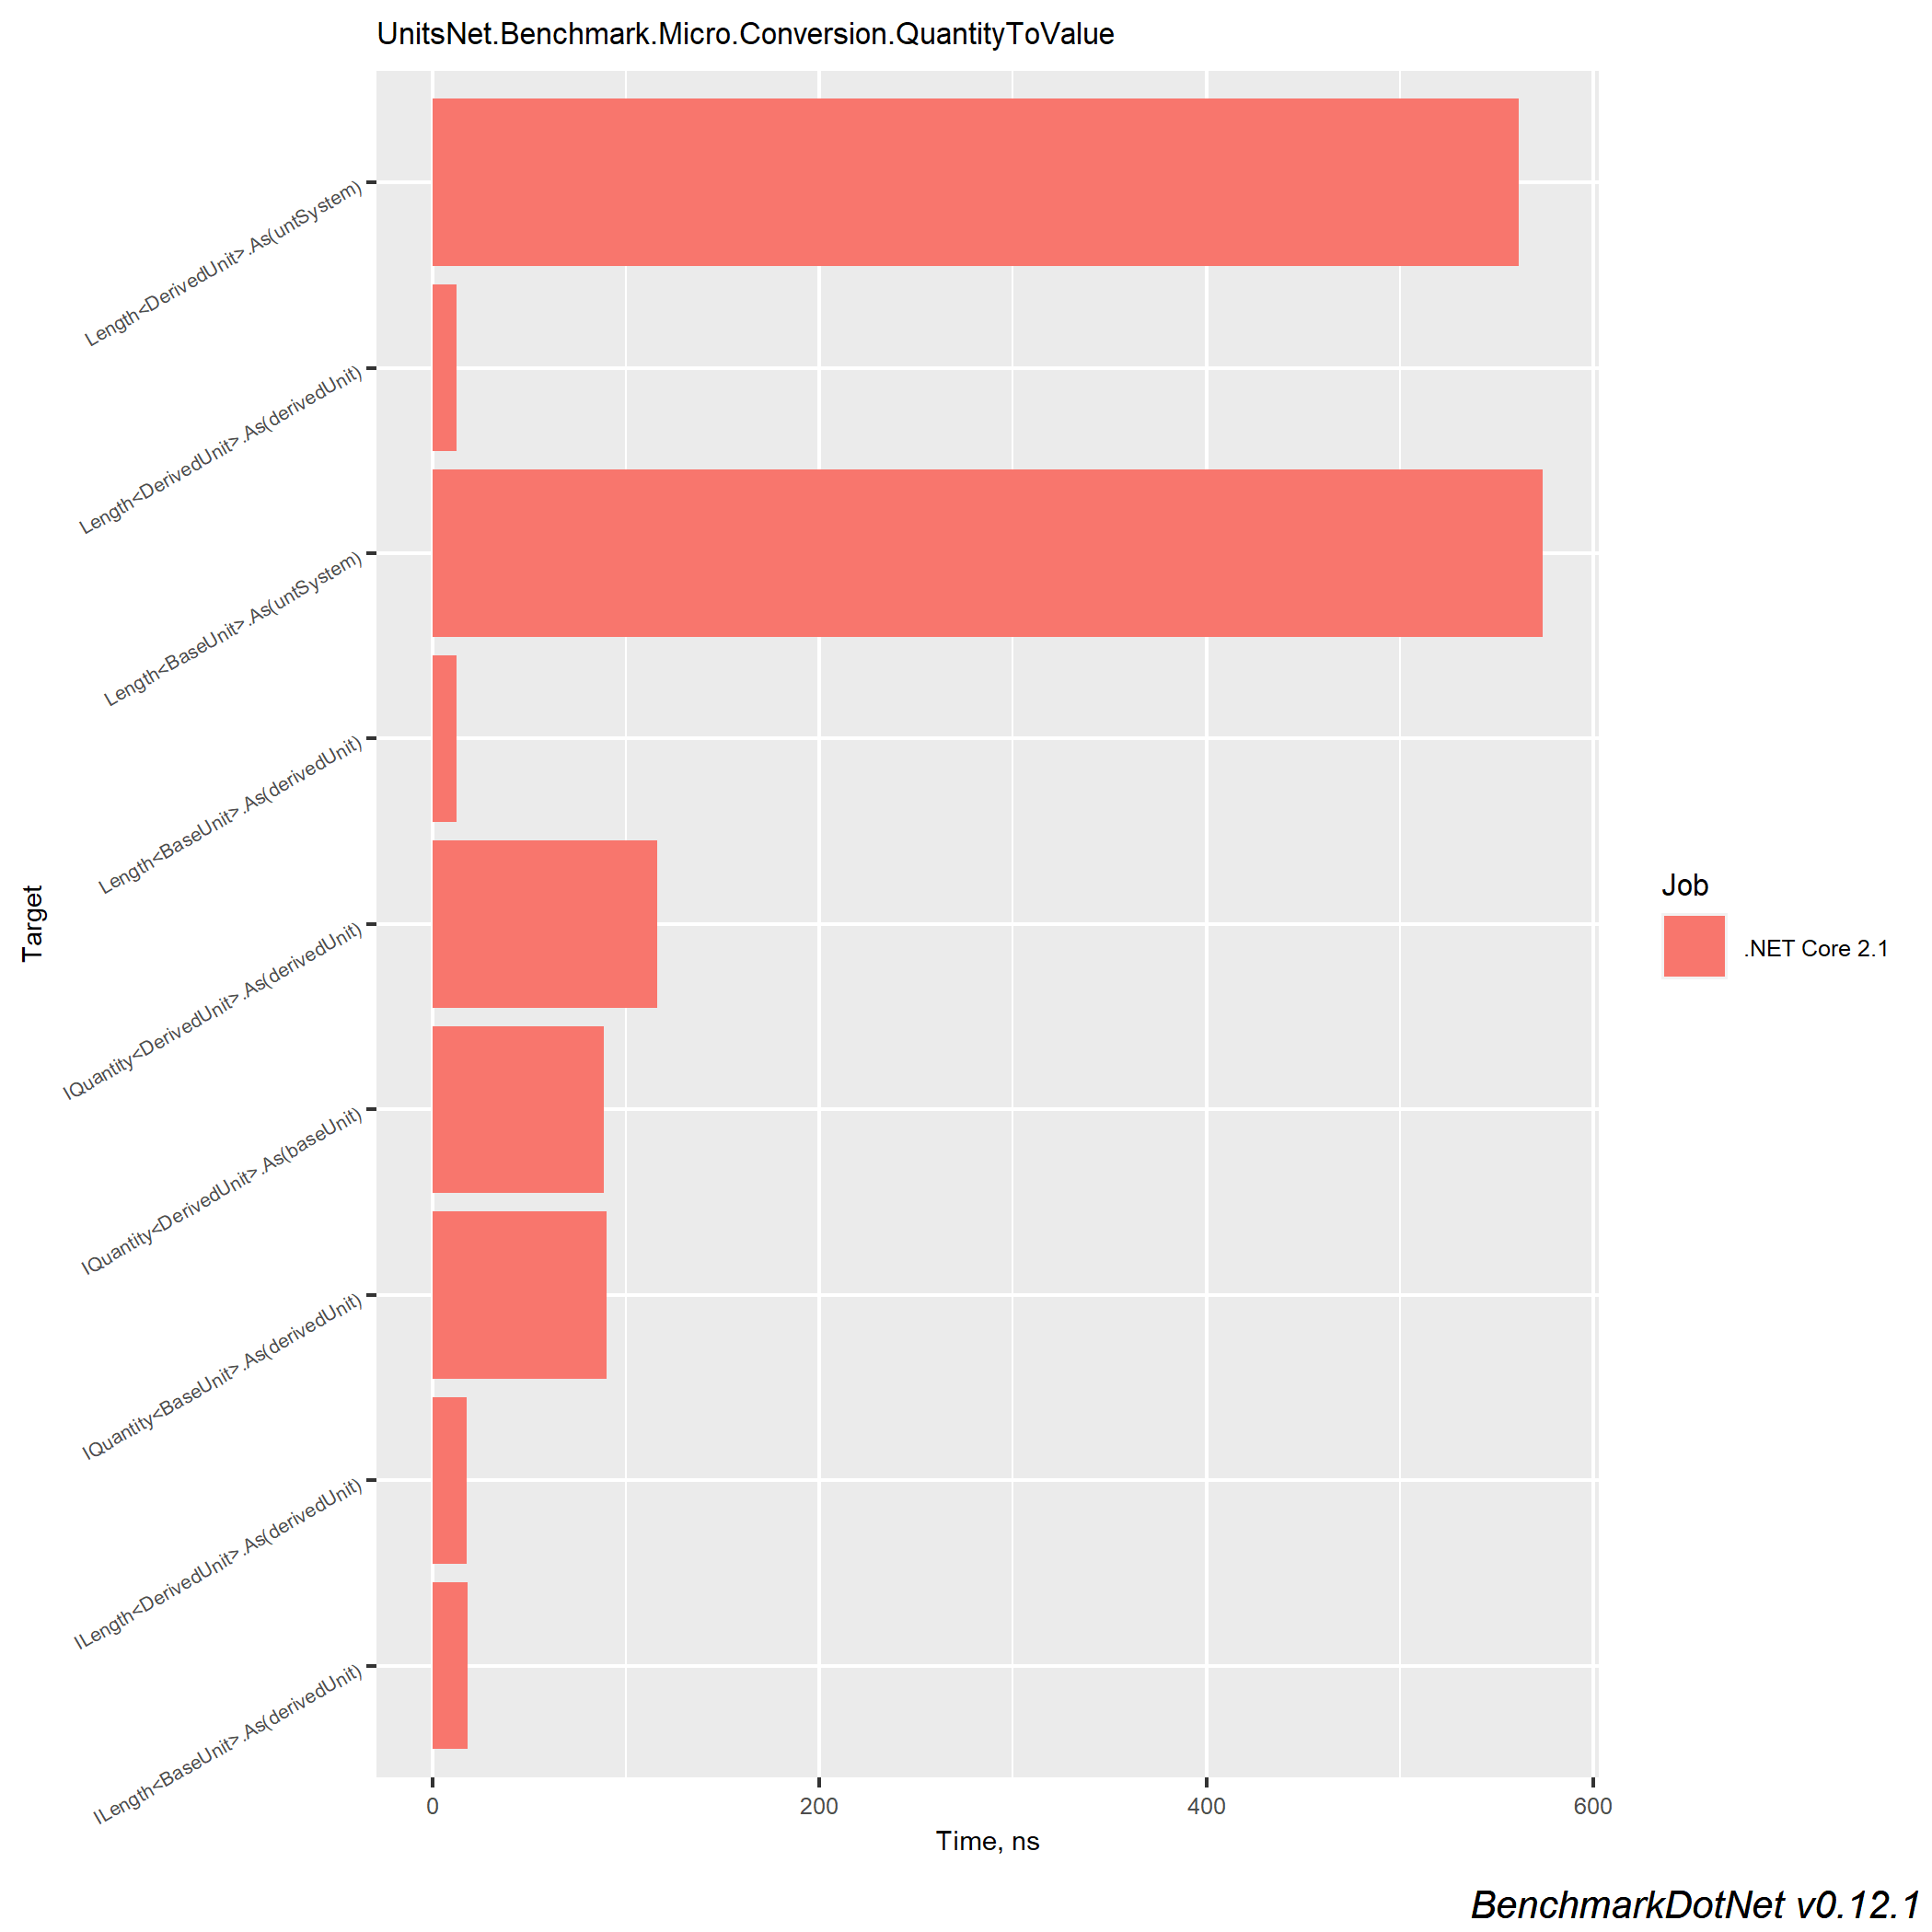 UnitsNet.Benchmark.Micro.Conversion.QuantityToValue
Length<DerivedUnit>.As(untSystem)
Length<DerivedUnit>.As(derivedUnit)
Length<BaseUnit>.As(untSystem)
Length<BaseUnit>.As(derivedUnit)
IQuantity<DerivedUnit>.As(derivedUnit)
IQuantity<DerivedUnit>.As(baseUnit)
IQuantity<BaseUnit>.As(derivedUnit)
ILength<DerivedUnit>.As(derivedUnit)
ILength<BaseUnit>.As(derivedUnit)
Target
0 200 400 600
Time, ns
Job
.NET Core 2.1
BenchmarkDotNet v0.12.1